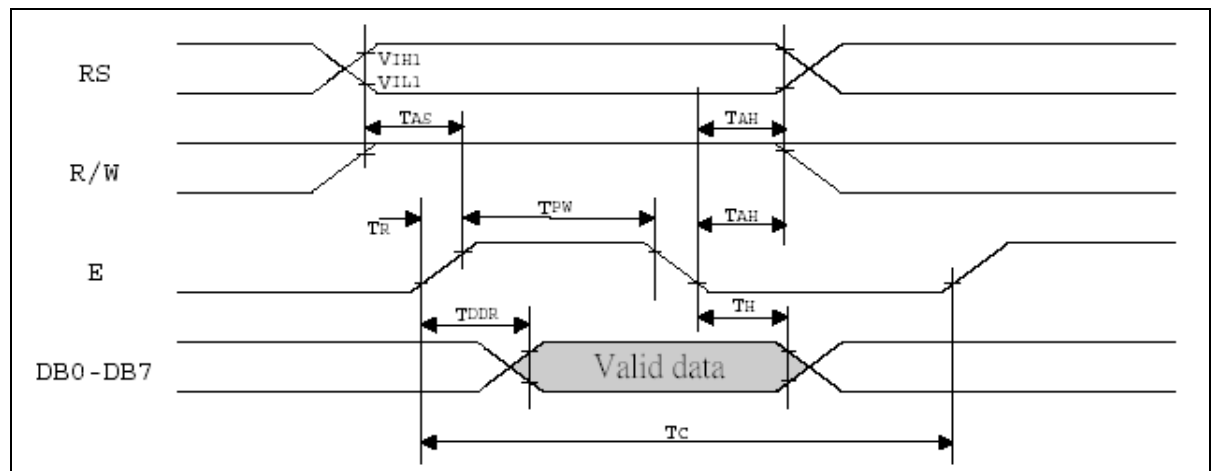 RS
VIH1
VIL1
TAS
TAH
R/W
TPW
TAH
TR
E
TDDR
TH
DB0-DB7
Valid data
TC